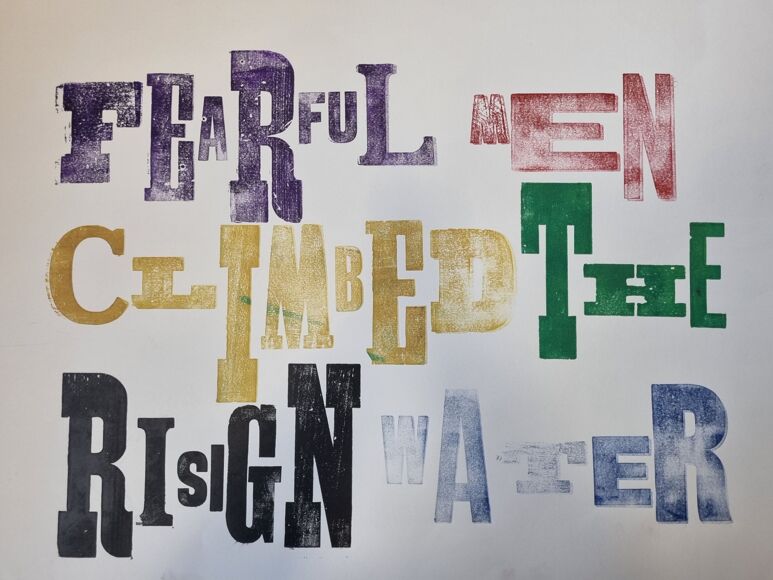 FEARFUL MEN
CLIMBED THE
RISIGN WATER